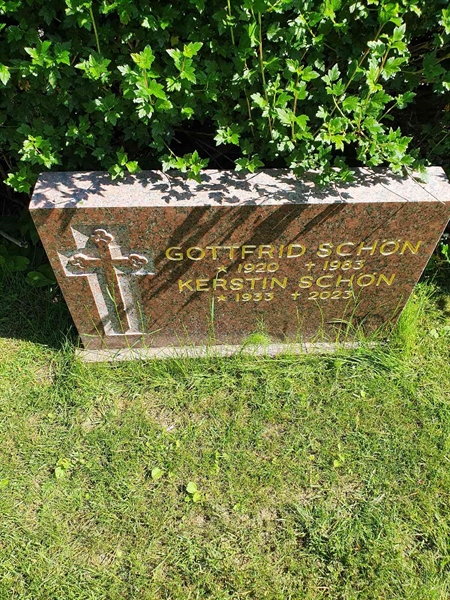 GOTTFRID SCHÖN
* 1920 † 1983
KERSTIN SCHÖN
* 1933 † 2023